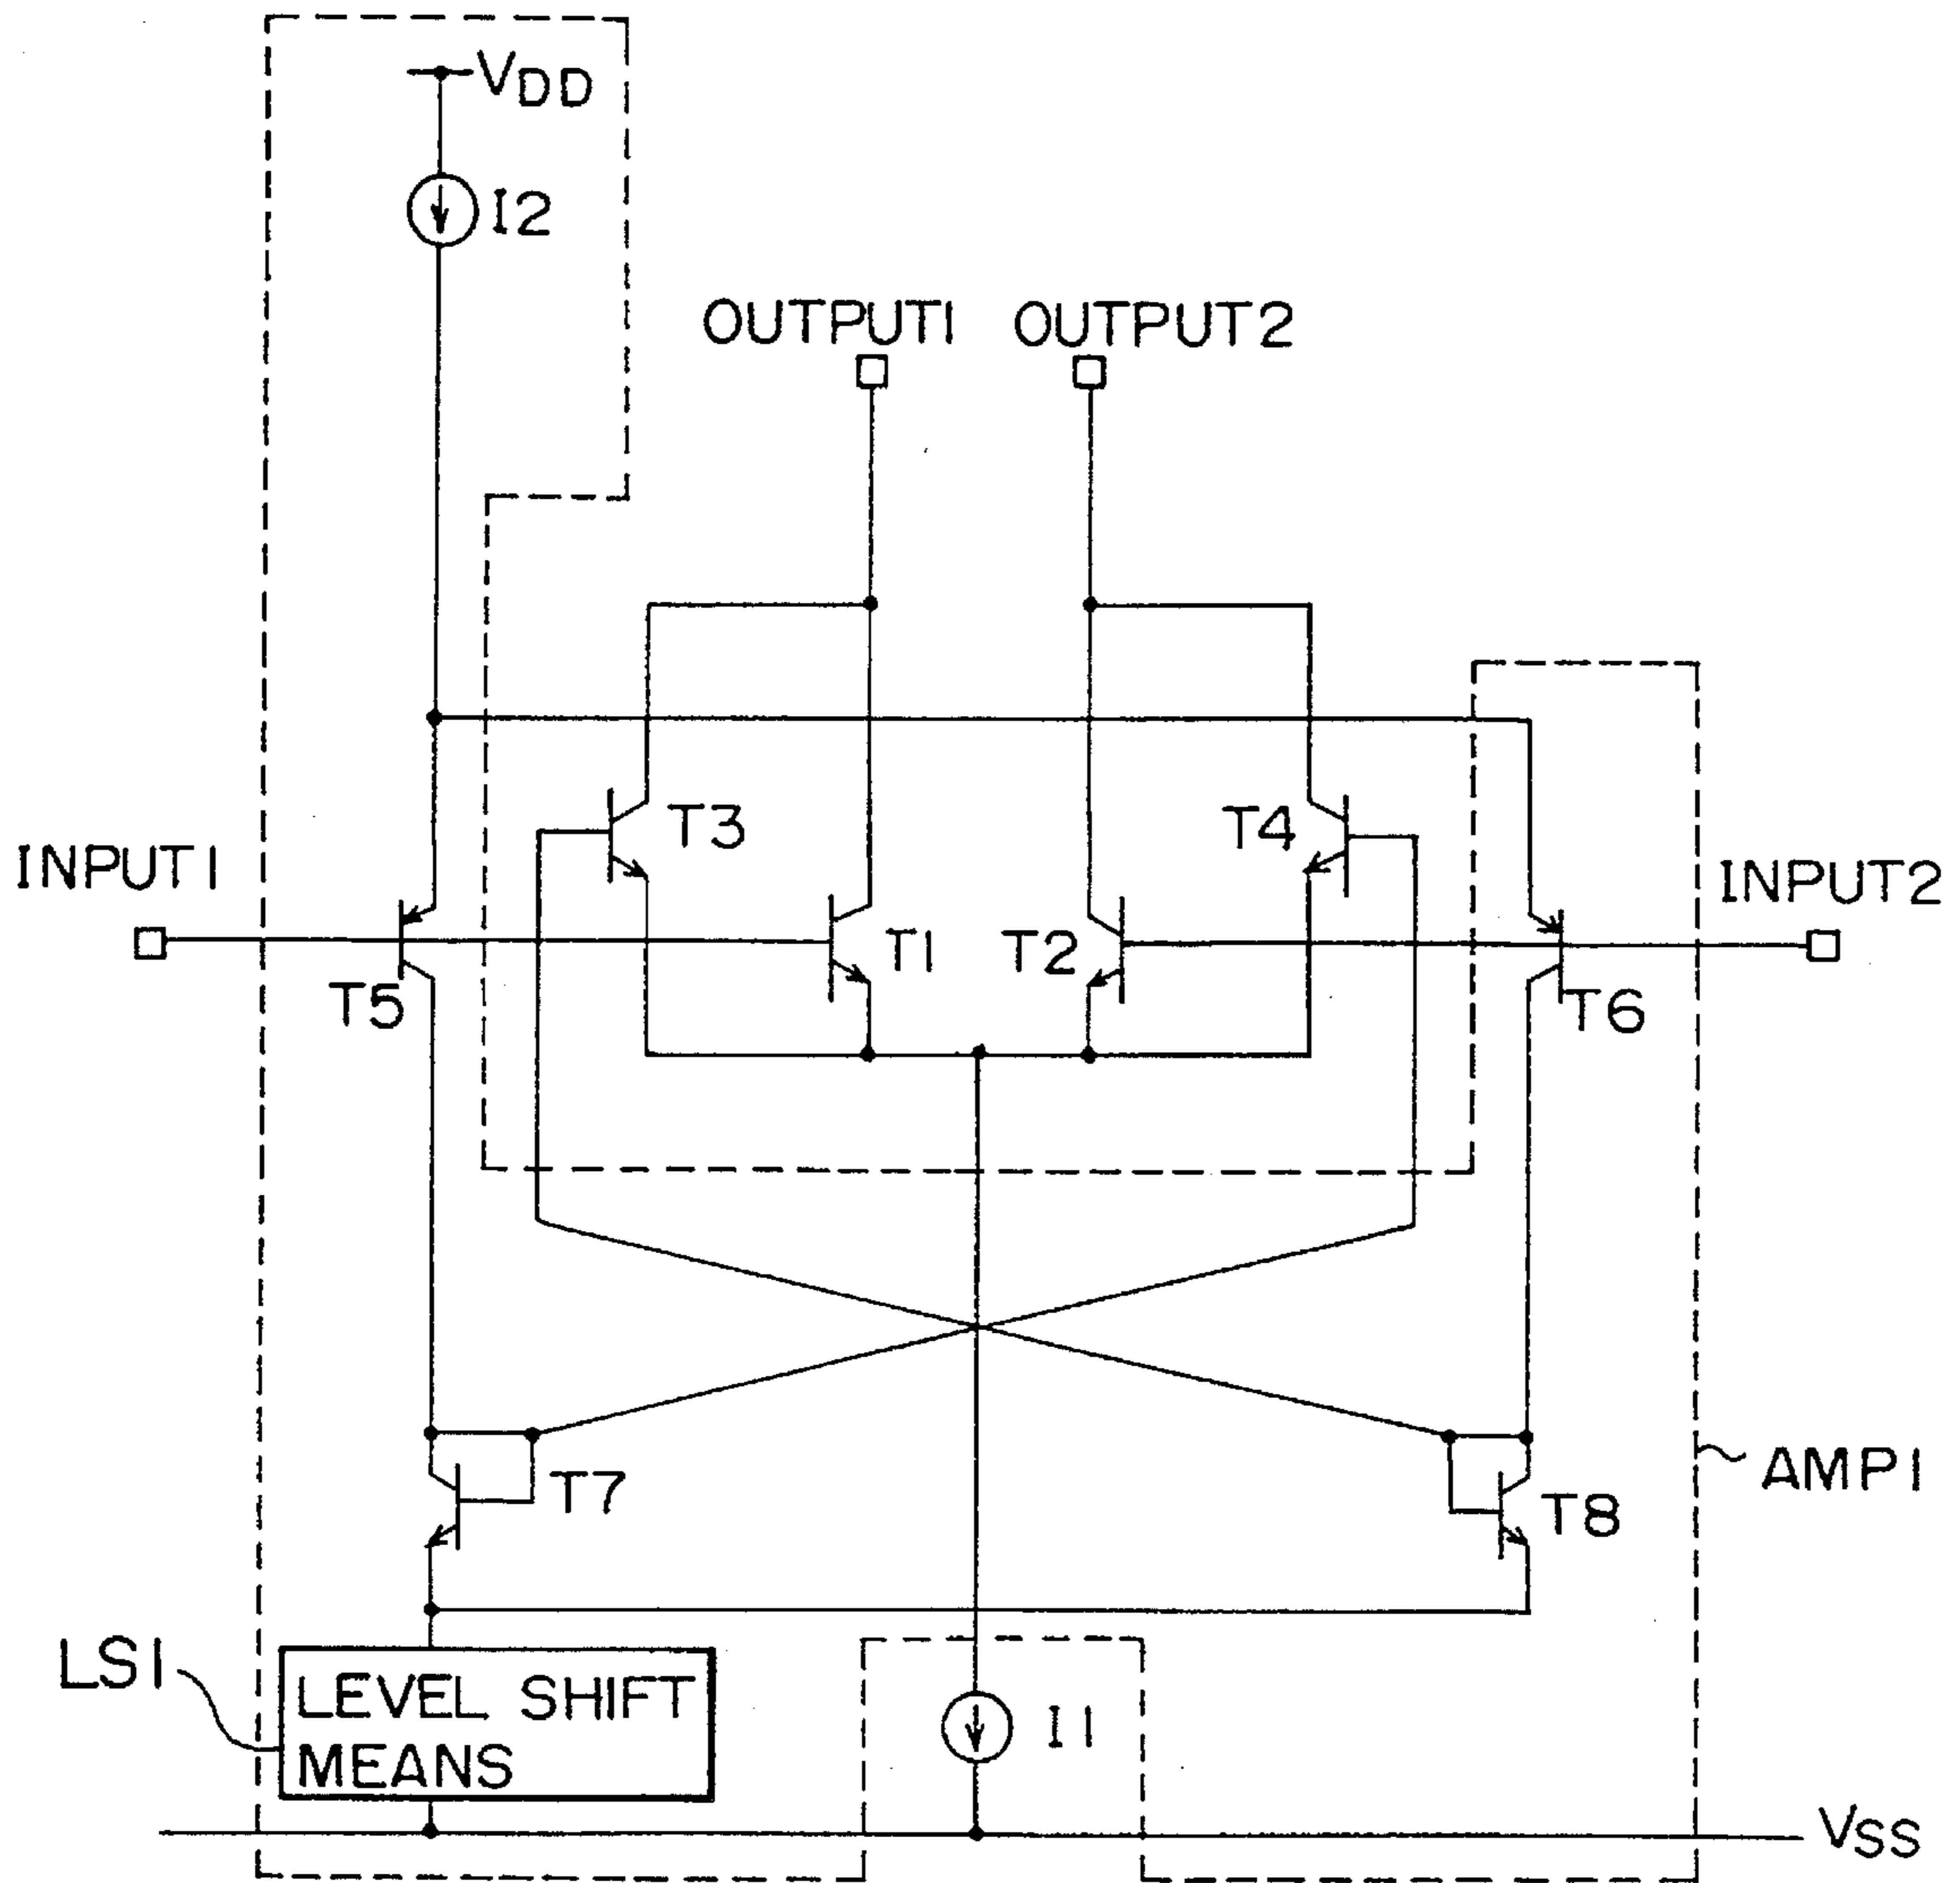 VDD
I2
OUTPUT1
OUTPUT2
T3
T4
INPUT1
INPUT2
T1
T2
T5
T6
T7
T8
AMP1
LS1
LEVEL SHIFT
MEANS
I1
VSS